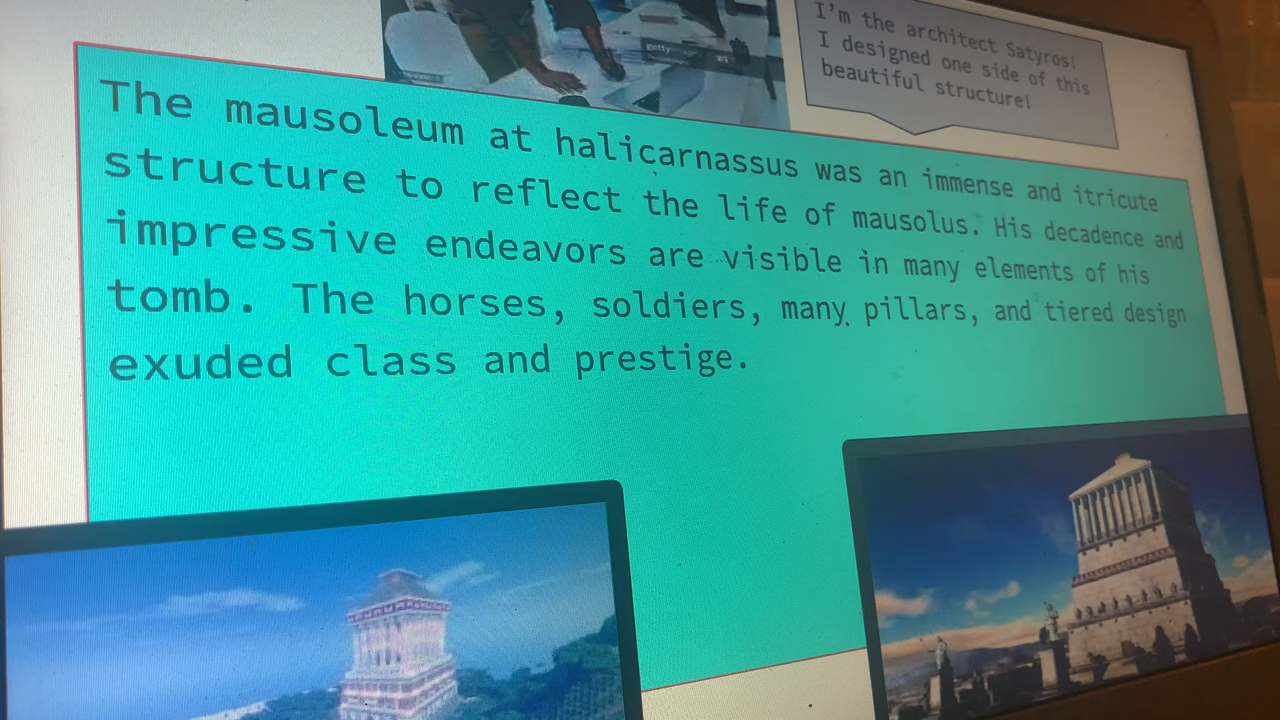 gettyimages
I'm the architect Satyros!
I designed one side of this
beautiful structure!
The mausoleum at halicarnassus was an immense and itricute
structure to reflect the life of mausolus. His decadence and
impressive endeavors are visible in many elements of his
tomb. The horses, soldiers, many pillars, and tiered design
exuded class and prestige.